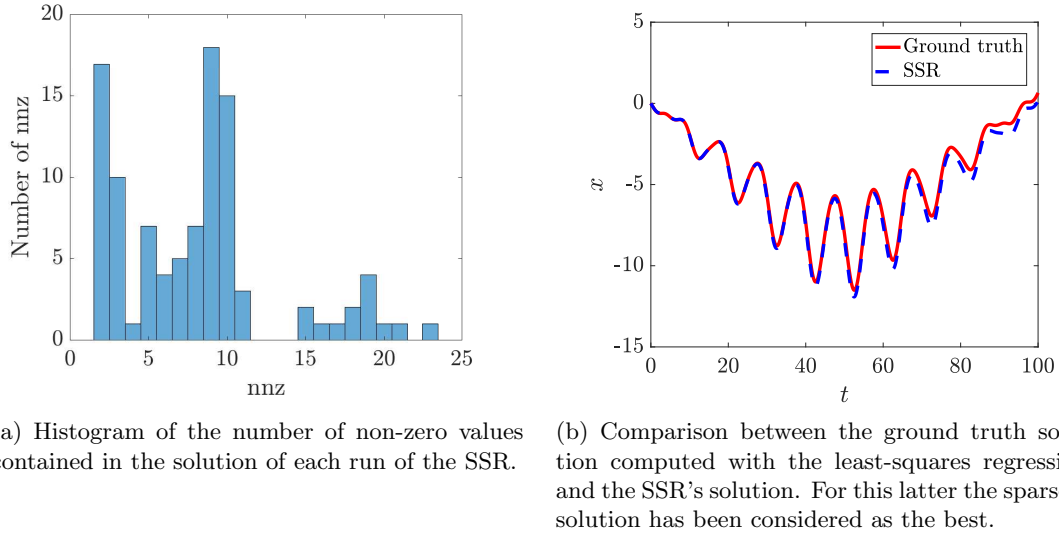 20
15
10
5
0
0 5 10 15 20 25
Number of nnz
nnz
5
0
-5
-10
-15
0 20 40 60 80 100
x
t
Ground truth
SSR
a) Histogram of the number of non-zero values
contained in the solution of each run of the SSR.
(b) Comparison between the ground truth so
tion computed with the least-squares regressi
and the SSR's solution. For this latter the spars
solution has been considered as the best.